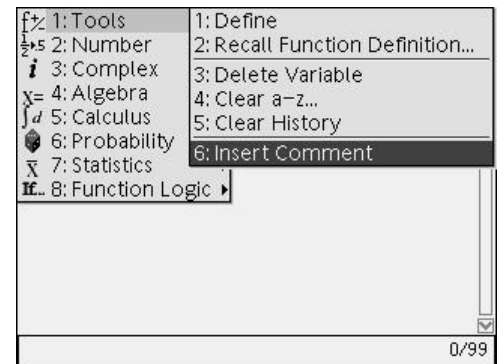 1: Tools
2: Number
3: Complex
4: Algebra
5: Calculus
6: Probability
7: Statistics
8: Function Logic
1: Define
2: Recall Function Definition...
3: Delete Variable
4: Clear a–z...
5: Clear History
6: Insert Comment
0/99